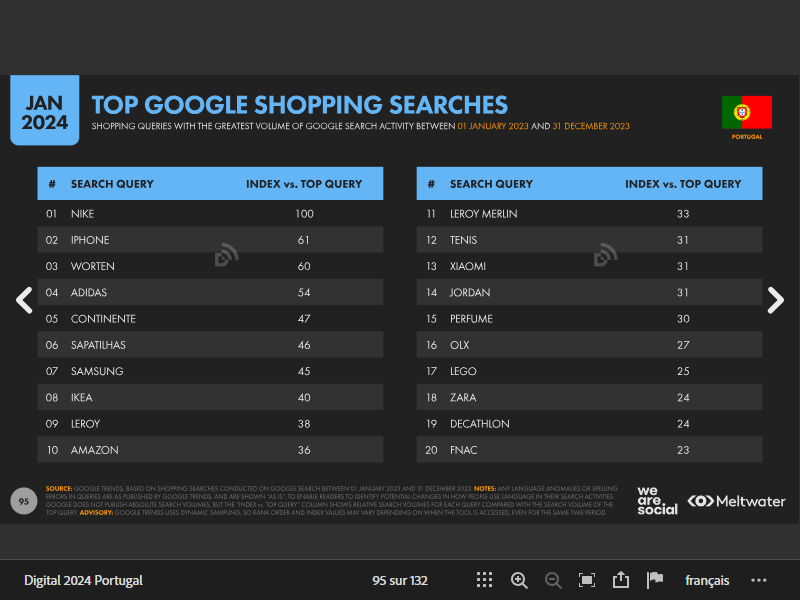 JAN
2024
TOP GOOGLE SHOPPING SEARCHES
SHOPPING QUERIES WITH THE GREATEST VOLUME OF GOOGLE SEARCH ACTIVITY BETWEEN 01 JANUARY 2023 AND 31 DECEMBER 2023
PORTUGAL
# SEARCH QUERY INDEX vs. TOP QUERY
01 NIKE 100
02 IPHONE 61
03 WORTEN 60
04 ADIDAS 54
05 CONTINENTE 47
06 SAPATILHAS 46
07 SAMSUNG 45
08 IKEA 40
09 LEROY 38
10 AMAZON 36
# SEARCH QUERY INDEX vs. TOP QUERY
11 LEROY MERLIN 33
12 TENIS 31
13 XIAOMI 31
14 JORDAN 31
15 PERFUME 30
16 OLX 27
17 LEGO 25
18 ZARA 24
19 DECATHLON 24
20 FNAC 23
95
SOURCE: GOOGLE TRENDS, BASED ON SHOPPING SEARCHES CONDUCTED ON GOOGLE SEARCH BETWEEN 01 JANUARY 2023 AND 31 DECEMBER 2023. NOTES: ANY LANGUAGE ANOMALIES OR SPELLING
ERRORS IN QUERIES ARE AS PUBLISHED BY GOOGLE TRENDS, AND ARE SHOWN "AS IS", TO ENABLE READERS TO IDENTIFY POTENTIAL CHANGES IN HOW PEOPLE USE LANGUAGE IN THEIR SEARCH ACTIVITIES.
GOOGLE DOES NOT PUBLISH ABSOLUTE SEARCH VOLUMES, BUT THE "INDEX vs. TOP QUERY" COLUMN SHOWS RELATIVE SEARCH VOLUMES FOR EACH QUERY COMPARED WITH THE SEARCH VOLUME OF THE
TOP QUERY. ADVISORY: GOOGLE TRENDS USES DYNAMIC SAMPLING, SO RANK ORDER AND INDEX VALUES MAY VARY DEPENDING ON WHEN THE TOOL IS ACCESSED, EVEN FOR THE SAME TIME PERIOD.
we
are.
social
Meltwater
Digital 2024 Portugal
95 sur 132
français